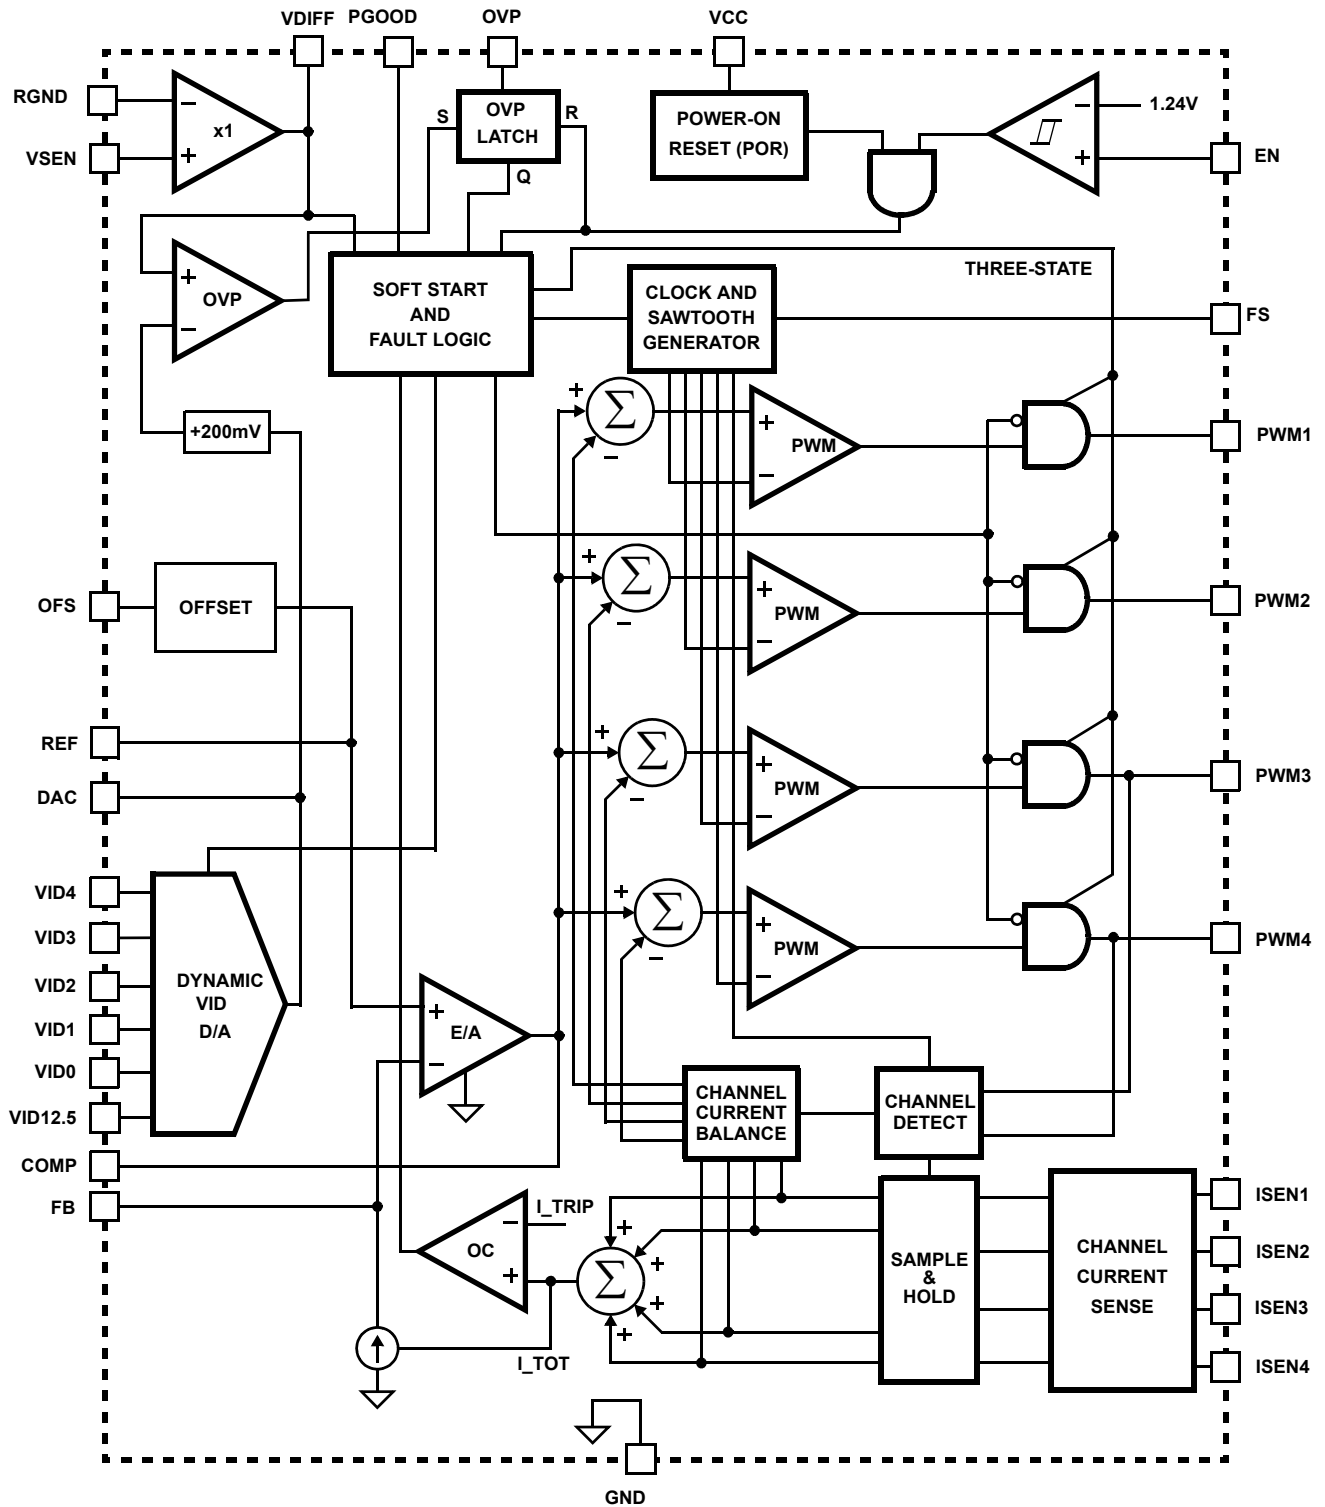 VDIFF PGOOD OVP VCC
RGND
VSEN
−
x1
+
S
OVP
LATCH
R
Q
POWER-ON
RESET (POR)
−
1.24V
+
EN
+
OVP
−
SOFT START
AND
FAULT LOGIC
CLOCK AND
SAWTOOTH
GENERATOR
THREE-STATE
FS
+200mV
+
Σ
−
+
PWM
−
PWM1
OFS
OFFSET
+
Σ
−
+
PWM
−
PWM2
REF
DAC
+
Σ
−
+
PWM
−
PWM3
VID4
VID3
VID2
VID1
VID0
VID12.5
DYNAMIC
VID
D/A
+
Σ
−
+
PWM
−
PWM4
+
E/A
−
CHANNEL
CURRENT
BALANCE
CHANNEL
DETECT
COMP
FB
−
I_TRIP
OC
+
I_TOT
+
+
Σ
+
+
SAMPLE
&
HOLD
CHANNEL
CURRENT
SENSE
ISEN1
ISEN2
ISEN3
ISEN4
GND